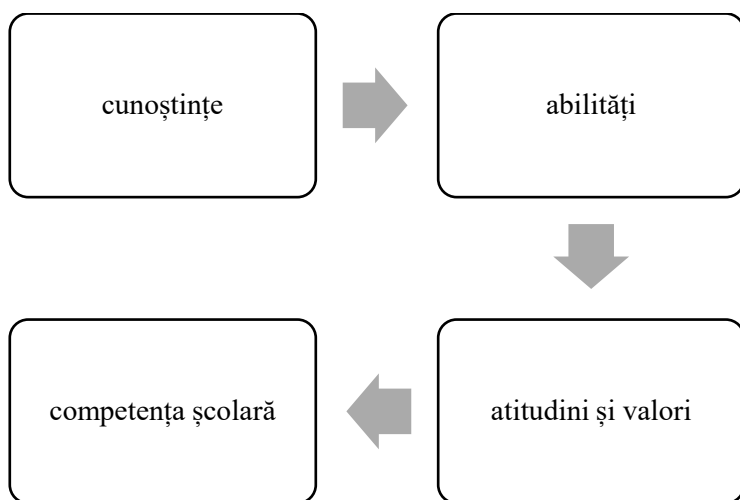 cunoștințe
abilități
competența școlară
atitudini și valori